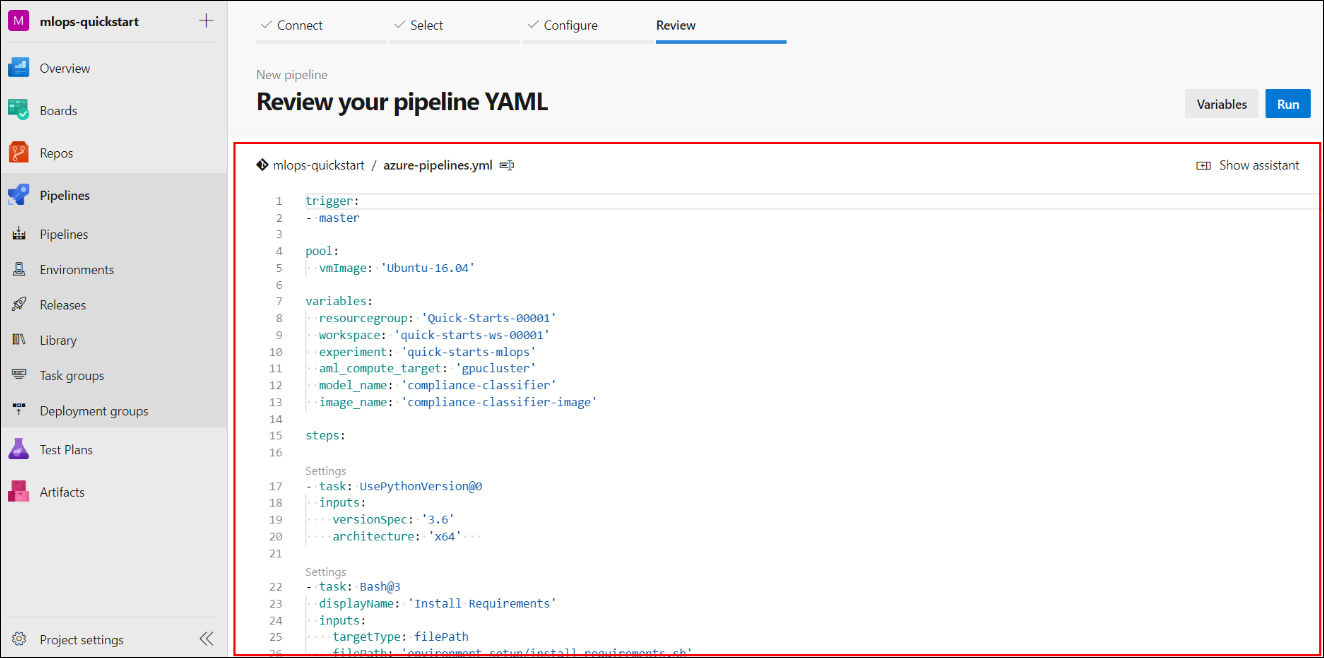 M mlops-quickstart
Overview
Boards
Repos
Pipelines
Pipelines
Environments
Releases
Library
Task groups
Deployment groups
Test Plans
Artifacts
Project settings
Connect Select Configure Review
New pipeline
Review your pipeline YAML
Variables Run
mlops-quickstart / azure-pipelines.yml
Show assistant
1 trigger:
2 - master
3
4 pool:
5   vmImage: 'Ubuntu-16.04'
6
7 variables:
8   resourcegroup: 'Quick-Starts-00001'
9   workspace: 'quick-starts-ws-00001'
10   experiment: 'quick-starts-mlops'
11   aml_compute_target: 'gpucluster'
12   model_name: 'compliance-classifier'
13   image_name: 'compliance-classifier-image'
14
15 steps:
16
Settings
17 - task: UsePythonVersion@0
18   inputs:
19     versionSpec: '3.6'
20     architecture: 'x64'
21
Settings
22 - task: Bash@3
23   displayName: 'Install Requirements'
24   inputs:
25     targetType: filePath
26     filePath: 'environment_setup/install_requirements.sh'